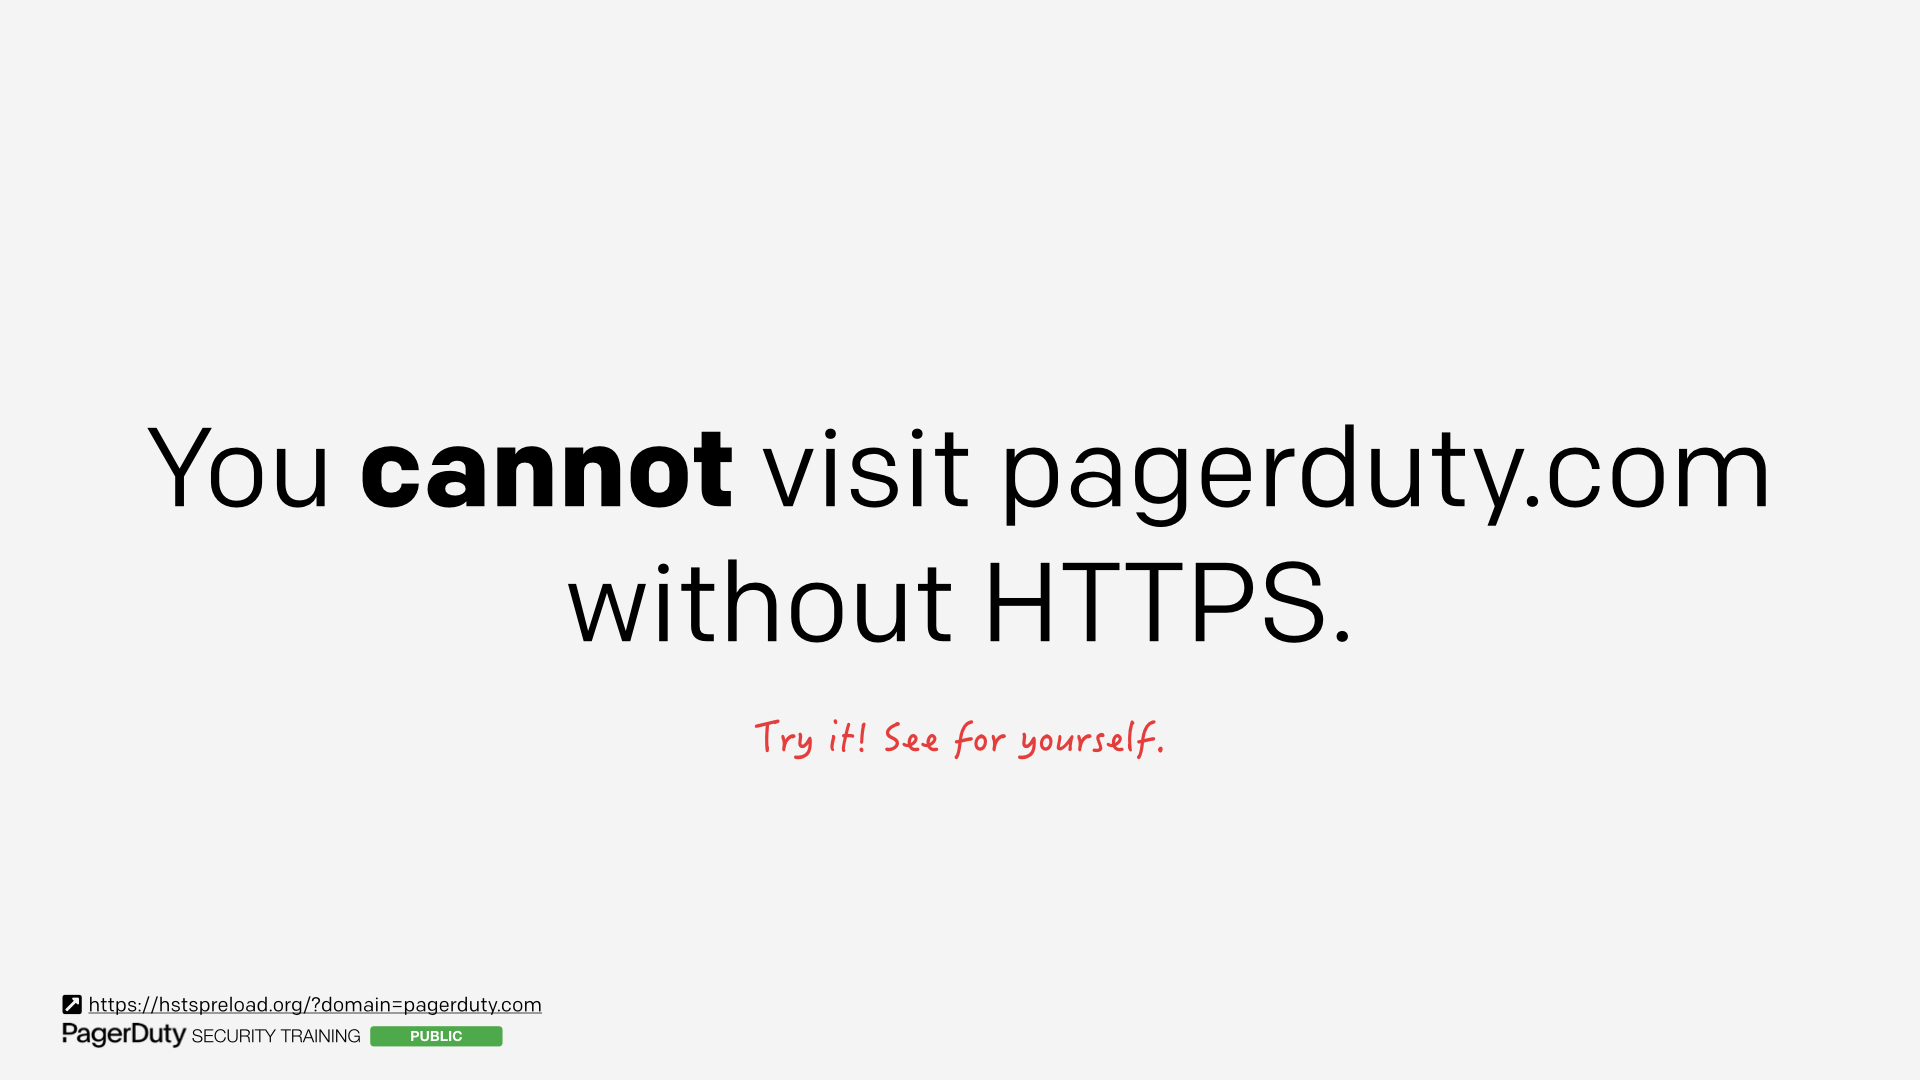 You cannot visit pagerduty.com
without HTTPS.
Try it! See for yourself.
https://hstspreload.org/?domain=pagerduty.com
PagerDuty SECURITY TRAINING PUBLIC